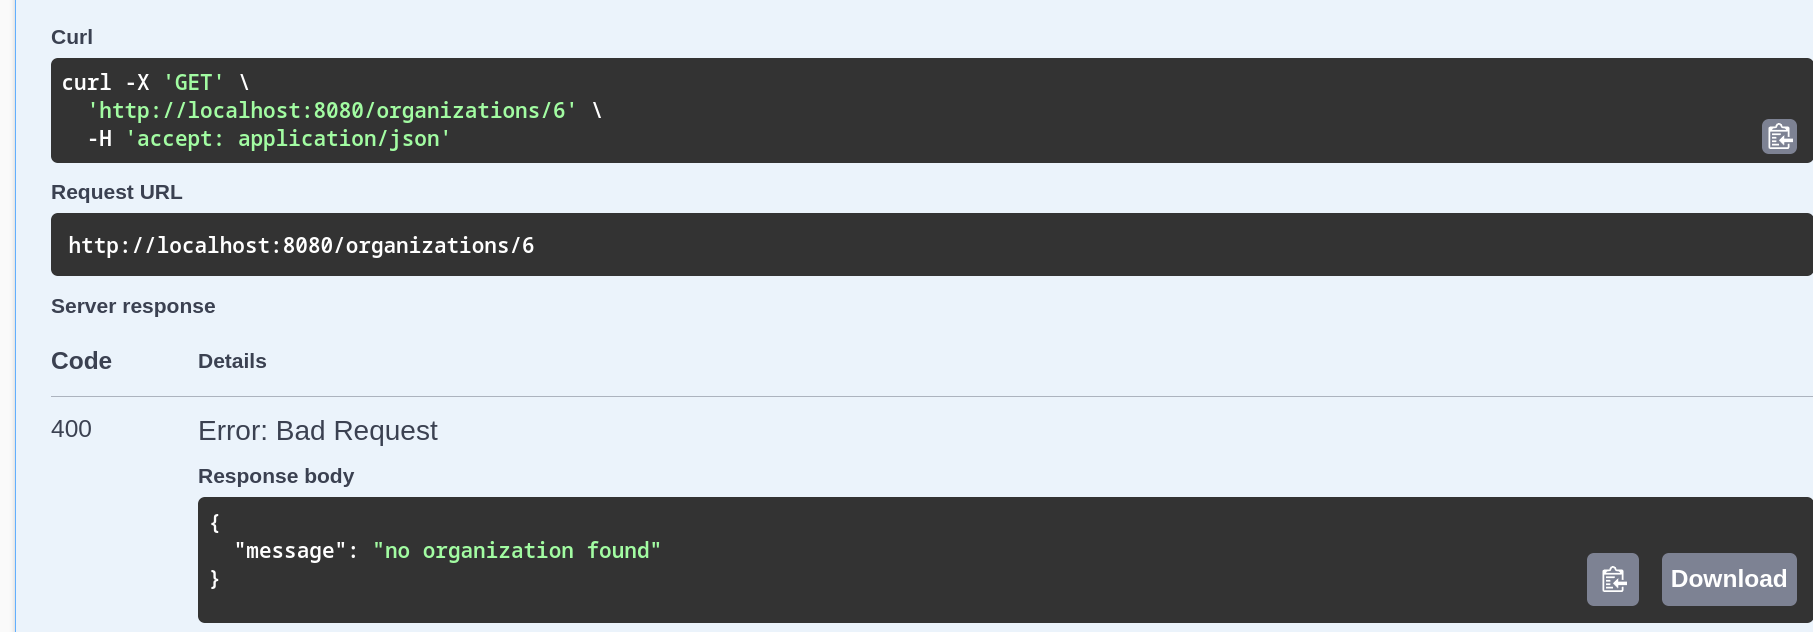 Curl
curl -X 'GET' \
'http://localhost:8080/organizations/6' \
-H 'accept: application/json'
Request URL
http://localhost:8080/organizations/6
Server response
Code Details
400 Error: Bad Request
Response body
{
"message": "no organization found"
}
Download